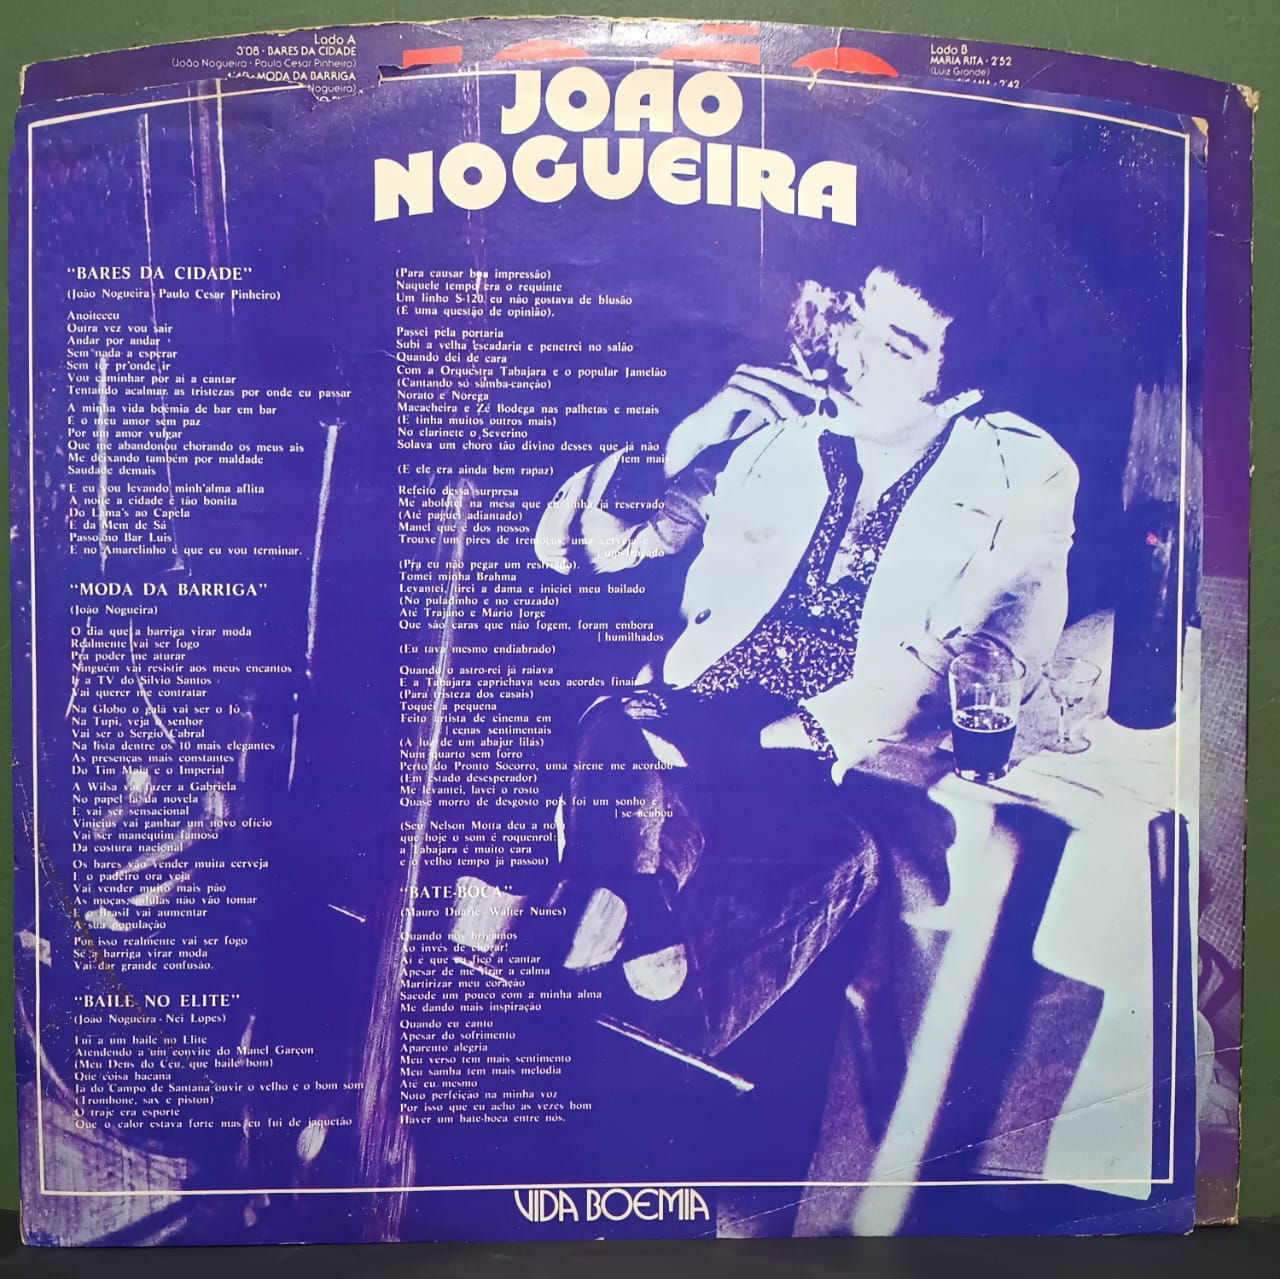 Lado A
3'08 - BARES DA CIDADE
(João Nogueira - Paulo Cesar Pinheiro)
MODA DA BARRIGA
Nogueira)
Lado B
MARIA RITA - 2'52
(Luiz Grande)
2'42
JOÃO
NOGUEIRA
"BARES DA CIDADE"
(João Nogueira - Paulo Cesar Pinheiro)
Anoiteceu
Outra vez vou sair
Andar por andar
Sem nada a esperar
Sem ter pr'onde ir
Vou caminhar por aí a cantar
Tentando acalmar as tristezas por onde eu passar
A minha vida boêmia de bar em bar
É o meu amor sem paz
Por um amor vulgar
Que me abandonou chorando os meus ais
Me deixando também por maldade
Saudade demais
E eu vou levando minh'alma aflita
A noite a cidade é tão bonita
Do Lama's ao Capela
E da Mem de Sá
Passo no Bar Luis
E no Amarelinho é que eu vou terminar.
"MODA DA BARRIGA"
(João Nogueira)
O dia que a barriga virar moda
Realmente vai ser fogo
Pra poder me aturar
Ninguém vai resistir aos meus encantos
E a TV do Silvio Santos
Vai querer me contratar
Na Globo o galã vai ser o Jô
Na Tupi, veja o senhor
Vai ser o Sergio Cabral
Na lista dentre os 10 mais elegantes
As presenças mais constantes
Do Tim Maia e o Imperial
A Wilsa vai fazer a Gabriela
No papel lá da novela
E vai ser sensacional
Vinicius vai ganhar um novo ofício
Vai ser manequim famoso
Da costura nacional
Os bares vão vender muita cerveja
E o padeiro ora veja
Vai vender muito mais pão
As moças, pílulas não vão tomar
E o Brasil vai aumentar
A sua população
Por isso realmente vai ser fogo
Se a barriga virar moda
Vai dar grande confusão.
"BAILE NO ELITE"
(João Nogueira - Nei Lopes)
Fui a um baile no Elite
Atendendo a um convite do Manel Garçon
(Meu Deus do Céu, que baile bom)
Que coisa bacana
Já do Campo de Santana ouvir o velho e o bom som
(Trombone, sax e piston)
O traje era esporte
Que o calor estava forte mas eu fui de jaquetão
(Para causar boa impressão)
Naquele tempo era o requinte
Um linho S-120 eu não gostava de blusão
(É uma questão de opinião).
Passei pela portaria
Subi a velha escadaria e penetrei no salão
Quando dei de cara
Com a Orquestra Tabajara e o popular Jamelão
(Cantando só samba-canção)
Norato e Norega
Macacheira e Zé Bodega nas palhetas e metais
(E tinha muitos outros mais)
No clarinete o Severino
Solava um choro tão divino desses que já não
tem mais
(E ele era ainda bem rapaz)
Refeito dessa surpresa
Me aboletei na mesa que eu tinha já reservado
(Até paguei adiantado)
Manel que é dos nossos
Trouxe um pires de tremoços, uma cerveja e
| um traçado
(Pra eu não pegar um resfriado).
Tomei minha Brahma
Levantei, tirei a dama e iniciei meu bailado
(No puladinho e no cruzado)
Até Trajano e Mário Jorge
Que são caras que não fogem, foram embora
| humilhados
(Eu tava mesmo endiabrado)
Quando o astro-rei já raiava
E a Tabajara caprichava seus acordes finais
(Para tristeza dos casais)
Toquei a pequena
Feito artista de cinema em
| cenas sentimentais
(A luz de um abajur lilás)
Num quarto sem forro
Perto do Pronto Socorro, uma sirene me acordou
(Em estado desesperador)
Me levantei, lavei o rosto
Quase morro de desgosto pois foi um sonho e
| se acabou
(Seu Nelson Motta deu a nota
que hoje o som é roquenrol!
a Tabajara é muito cara
e o velho tempo já passou)
"BATE-BOCA"
(Mauro Duarte - Walter Nunes)
Quando nós brigamos
Ao invés de chorar!
Aí é que eu fico a cantar
Apesar de me virar a calma
Martirizar meu coração
Sacode um pouco com a minha alma
Me dando mais inspiração
Quando eu canto
Apesar do sofrimento
Aparento alegria
Meu verso tem mais sentimento
Meu samba tem mais melodia
Até eu mesmo
Noto perfeição na minha voz
Por isso que eu acho as vezes bom
Haver um bate-boca entre nós.
VIDA BOEMIA